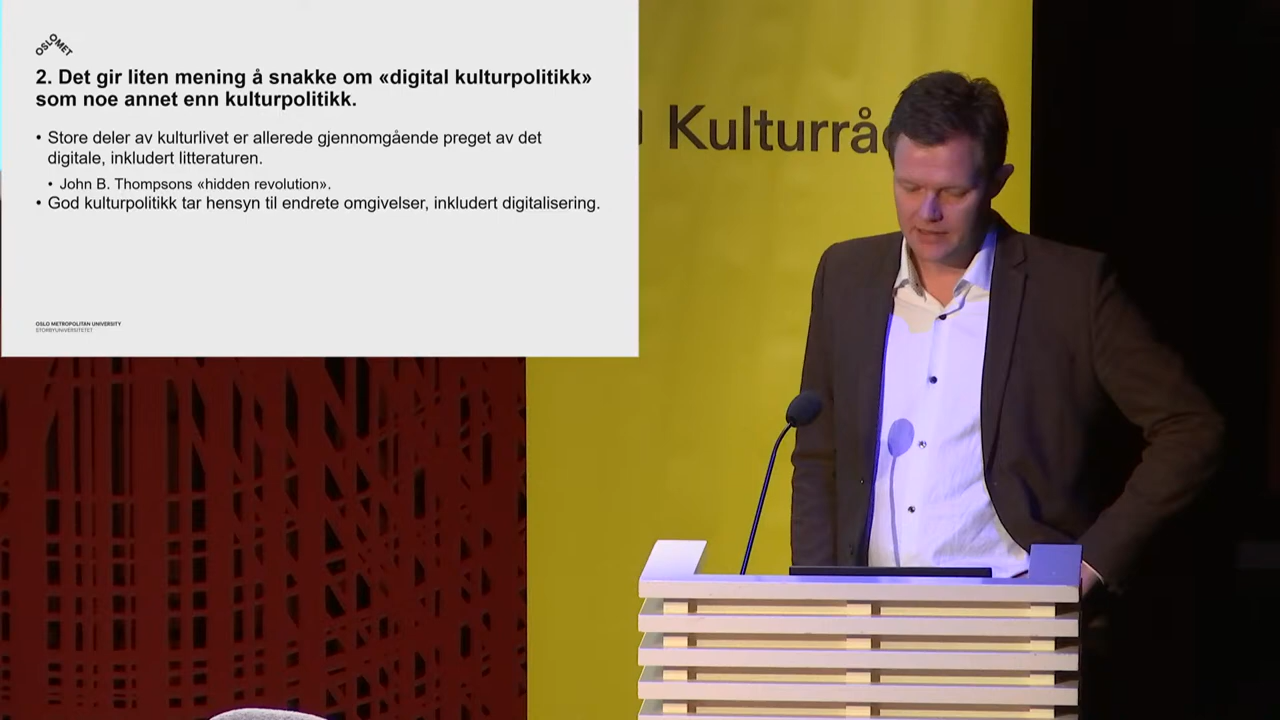 OSLOMET
2. Det gir liten mening å snakke om «digital kulturpolitikk»
som noe annet enn kulturpolitikk.
• Store deler av kulturlivet er allerede gjennomgående preget av det
digitale, inkludert litteraturen.
• John B. Thompsons «hidden revolution».
• God kulturpolitikk tar hensyn til endrete omgivelser, inkludert digitalisering.
OSLO METROPOLITAN UNIVERSITY
STORBYUNIVERSITETET
Kulturråd